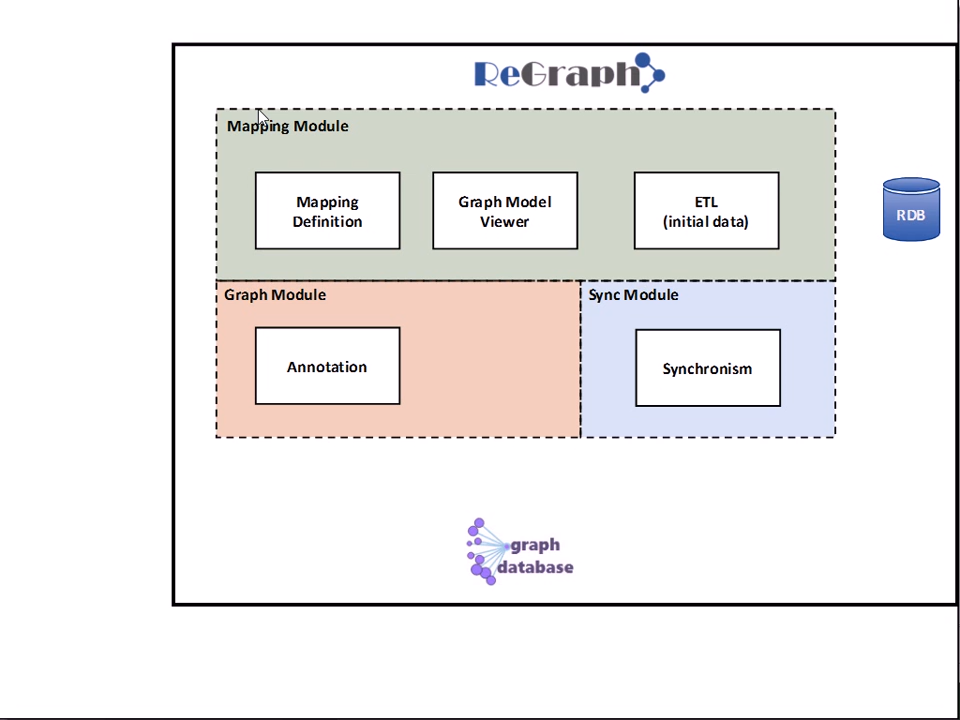 ReGraph
Mapping Module
Mapping
Definition
Graph Model
Viewer
ETL
(initial data)
RDB
Graph Module
Sync Module
Annotation
Synchronism
graph
database